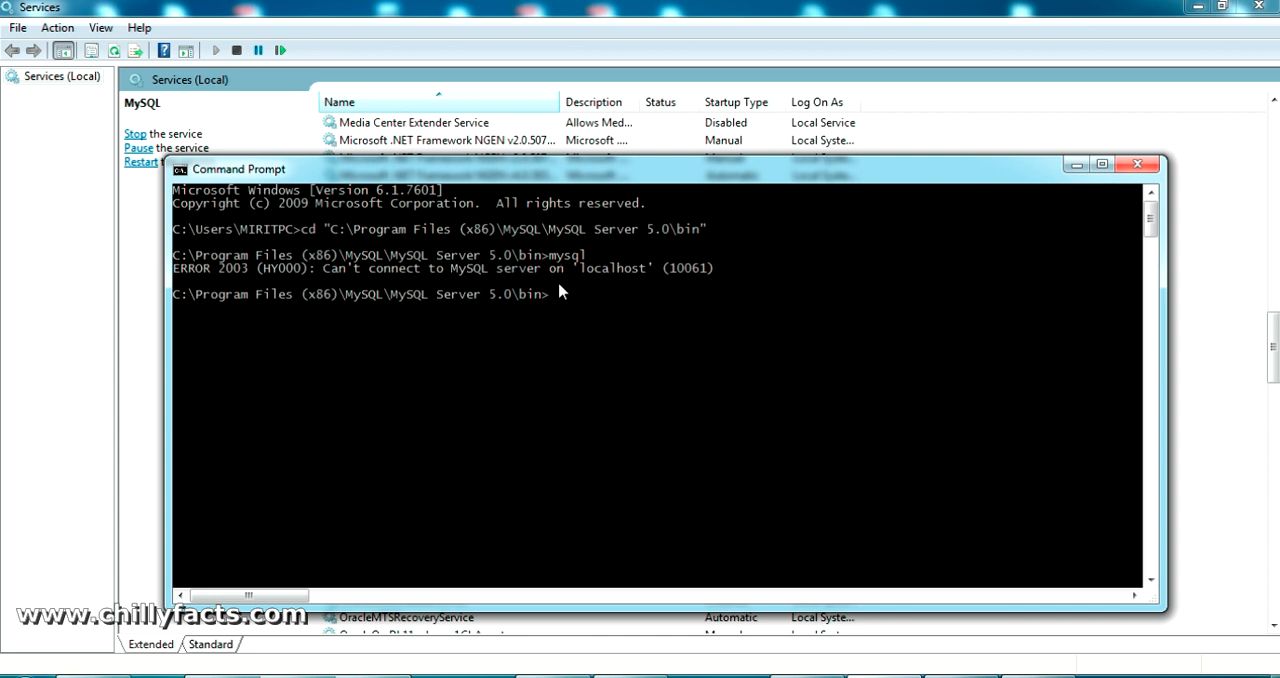 Services
File Action View Help
Services (Local)
Services (Local)
MySQL
Stop the service
Pause the service
Restart
Name Description Status Startup Type Log On As
Media Center Extender Service Allows Med... Disabled Local Service
Microsoft .NET Framework NGEN v2.0.507... Microsoft .... Manual Local Syste...
Command Prompt
Microsoft Windows [Version 6.1.7601]
Copyright (c) 2009 Microsoft Corporation. All rights reserved.
C:\Users\MIRITPC>cd "C:\Program Files (x86)\MySQL\MySQL Server 5.0\bin"
C:\Program Files (x86)\MySQL\MySQL Server 5.0\bin>mysql
ERROR 2003 (HY000): Can't connect to MySQL server on 'localhost' (10061)
C:\Program Files (x86)\MySQL\MySQL Server 5.0\bin>
www.chillyfacts.com
OracleMTSRecoveryService Automatic Local Syste...
Extended Standard